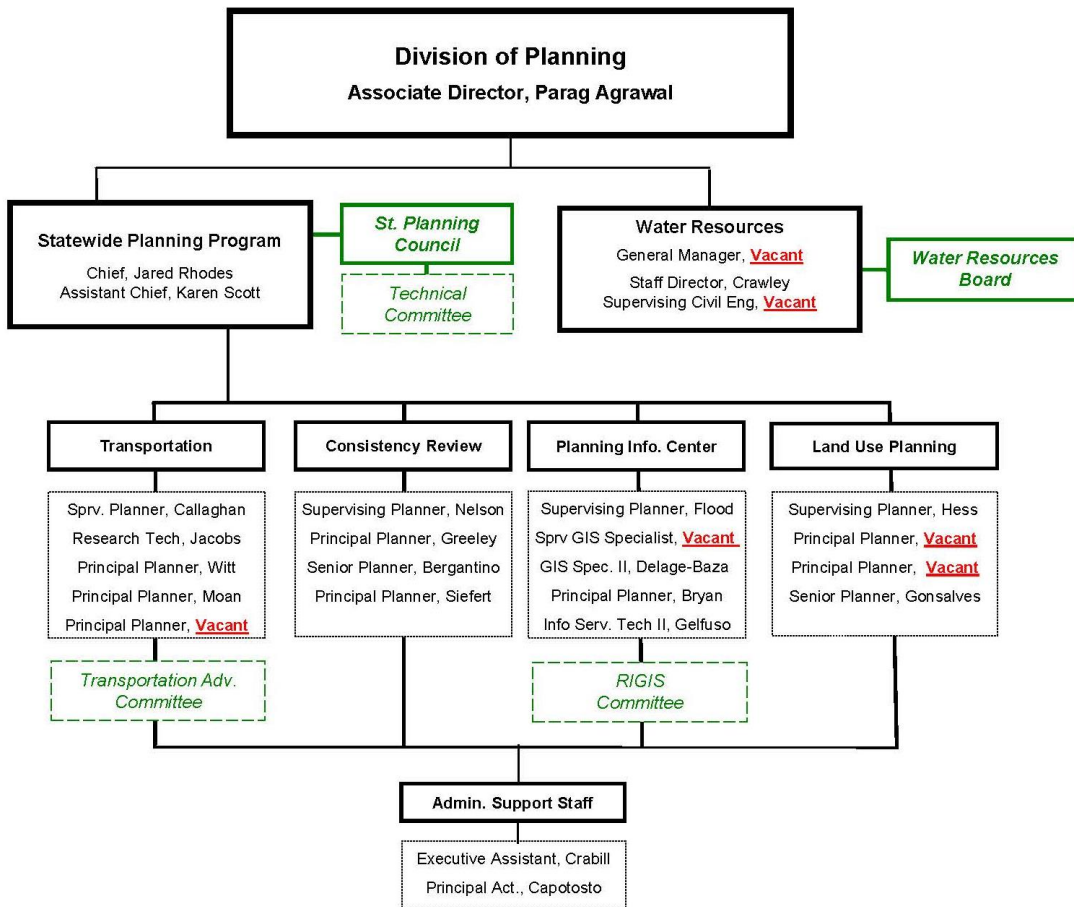 Division of Planning
Associate Director, Parag Agrawal
Statewide Planning Program
Chief, Jared Rhodes
Assistant Chief, Karen Scott
St. Planning
Council
Technical
Committee
Water Resources
General Manager, Vacant
Staff Director, Crawley
Supervising Civil Eng, Vacant
Water Resources
Board
Transportation
Sprv. Planner, Callaghan
Research Tech, Jacobs
Principal Planner, Witt
Principal Planner, Moan
Principal Planner, Vacant
Transportation Adv.
Committee
Consistency Review
Supervising Planner, Nelson
Principal Planner, Greeley
Senior Planner, Bergantino
Principal Planner, Siefert
Planning Info. Center
Supervising Planner, Flood
Sprv GIS Specialist, Vacant
GIS Spec. II, Delage-Baza
Principal Planner, Bryan
Info Serv. Tech II, Gelfuso
RIGIS
Committee
Land Use Planning
Supervising Planner, Hess
Principal Planner, Vacant
Principal Planner, Vacant
Senior Planner, Gonsalves
Admin. Support Staff
Executive Assistant, Crabill
Principal Act., Capotosto